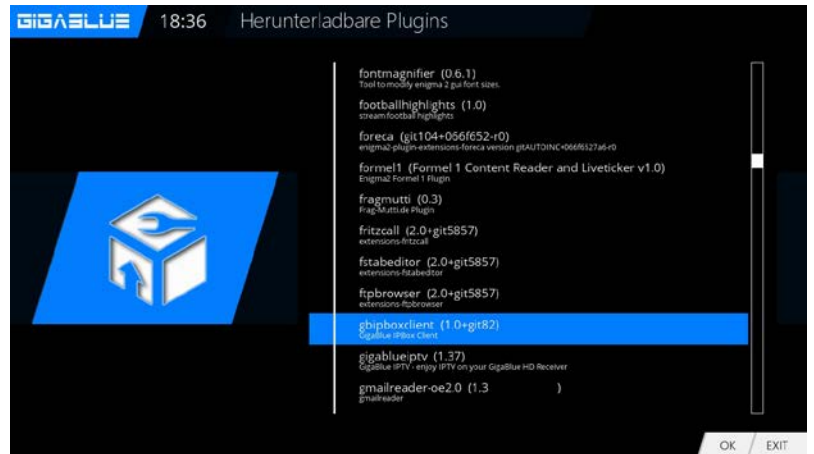 GIGABLUE 18:36 Herunterladbare Plugins
fontmagnifier (0.6.1)
Tool to modify enigma 2 gui font sizes.
footballhighlights (1.0)
stream football highlights
foreca (git104+066f652-r0)
enigma2-plugin-extensions-foreca version gitAUTOINC+066f6527a6-r0
formel1 (Formel 1 Content Reader and Liveticker v1.0)
Enigma2 Formel 1 Plugin
fragmutti (0.3)
Frag-Mutti.de Plugin
fritzcall (2.0+git5857)
extensions-fritzcall
fstabeditor (2.0+git5857)
extensions-fstabeditor
ftpbrowser (2.0+git5857)
extensions-ftpbrowser
gbipboxclient (1.0+git82)
GigaBlue IPBox Client
gigablueiptv (1.37)
GigaBlue IPTV - enjoy IPTV on your GigaBlue HD Receiver
gmailreader-oe2.0 (1.3 )
gmailreader
OK EXIT